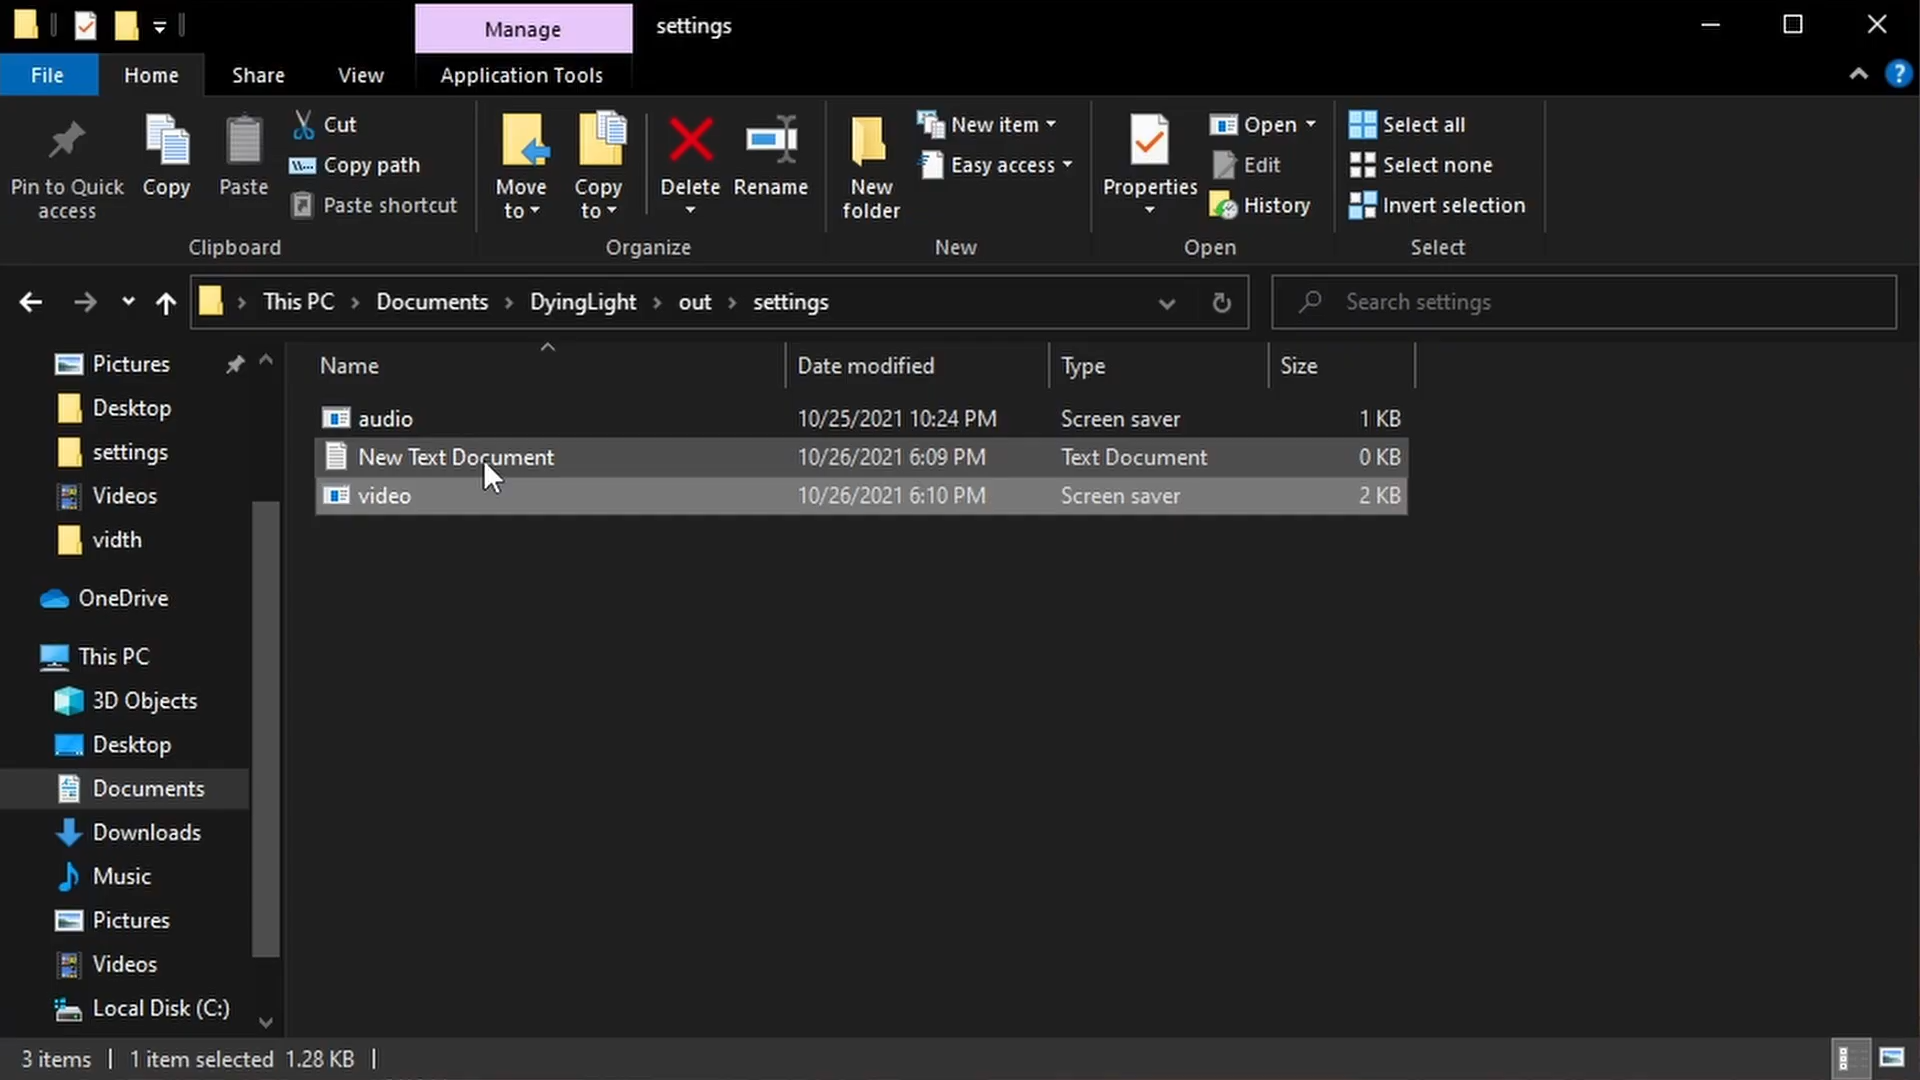 Manage
settings
File
Home
Share
View
Application Tools
Pin to Quick access
Copy
Paste
Cut
Copy path
Paste shortcut
Clipboard
Move to
Copy to
Delete
Rename
Organize
New folder
New item
Easy access
New
Properties
Open
Edit
History
Open
Select all
Select none
Invert selection
Select
This PC > Documents > DyingLight > out > settings
Search settings
Pictures
Desktop
settings
Videos
vidth
OneDrive
This PC
3D Objects
Desktop
Documents
Downloads
Music
Pictures
Videos
Local Disk (C:)
Name Date modified Type Size
audio 10/25/2021 10:24 PM Screen saver 1 KB
New Text Document 10/26/2021 6:09 PM Text Document 0 KB
video 10/26/2021 6:10 PM Screen saver 2 KB
3 items | 1 item selected 1.28 KB |